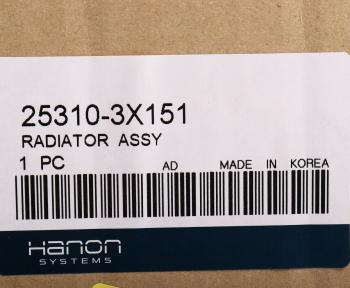 25310-3X151
RADIATOR ASSY
1 PC AD MADE IN KOREA
Hanon
SYSTEMS